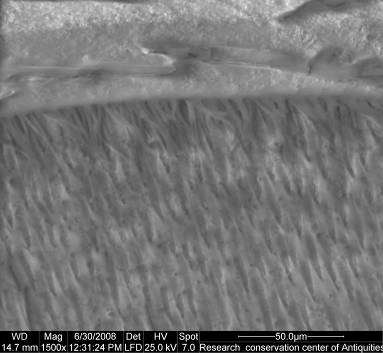 WD Mag 6/30/2008 Det HV Spot 50.0µm
14.7 mm 1500x 12:31:24 PM LFD 25.0 kV 7.0 Research conservation center of Antiquities